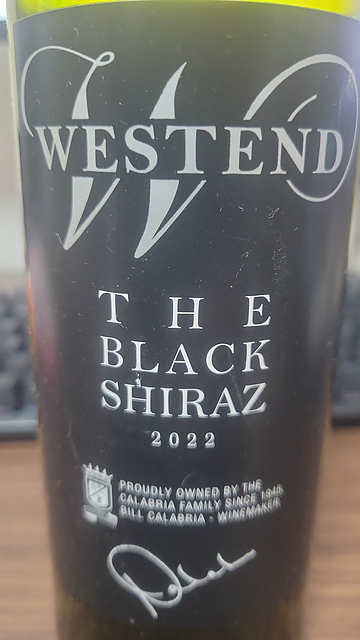 WESTEND
THE
BLACK
SHIRAZ
2022
PROUDLY OWNED BY THE
CALABRIA FAMILY SINCE 1945
BILL CALABRIA - WINEMAKER